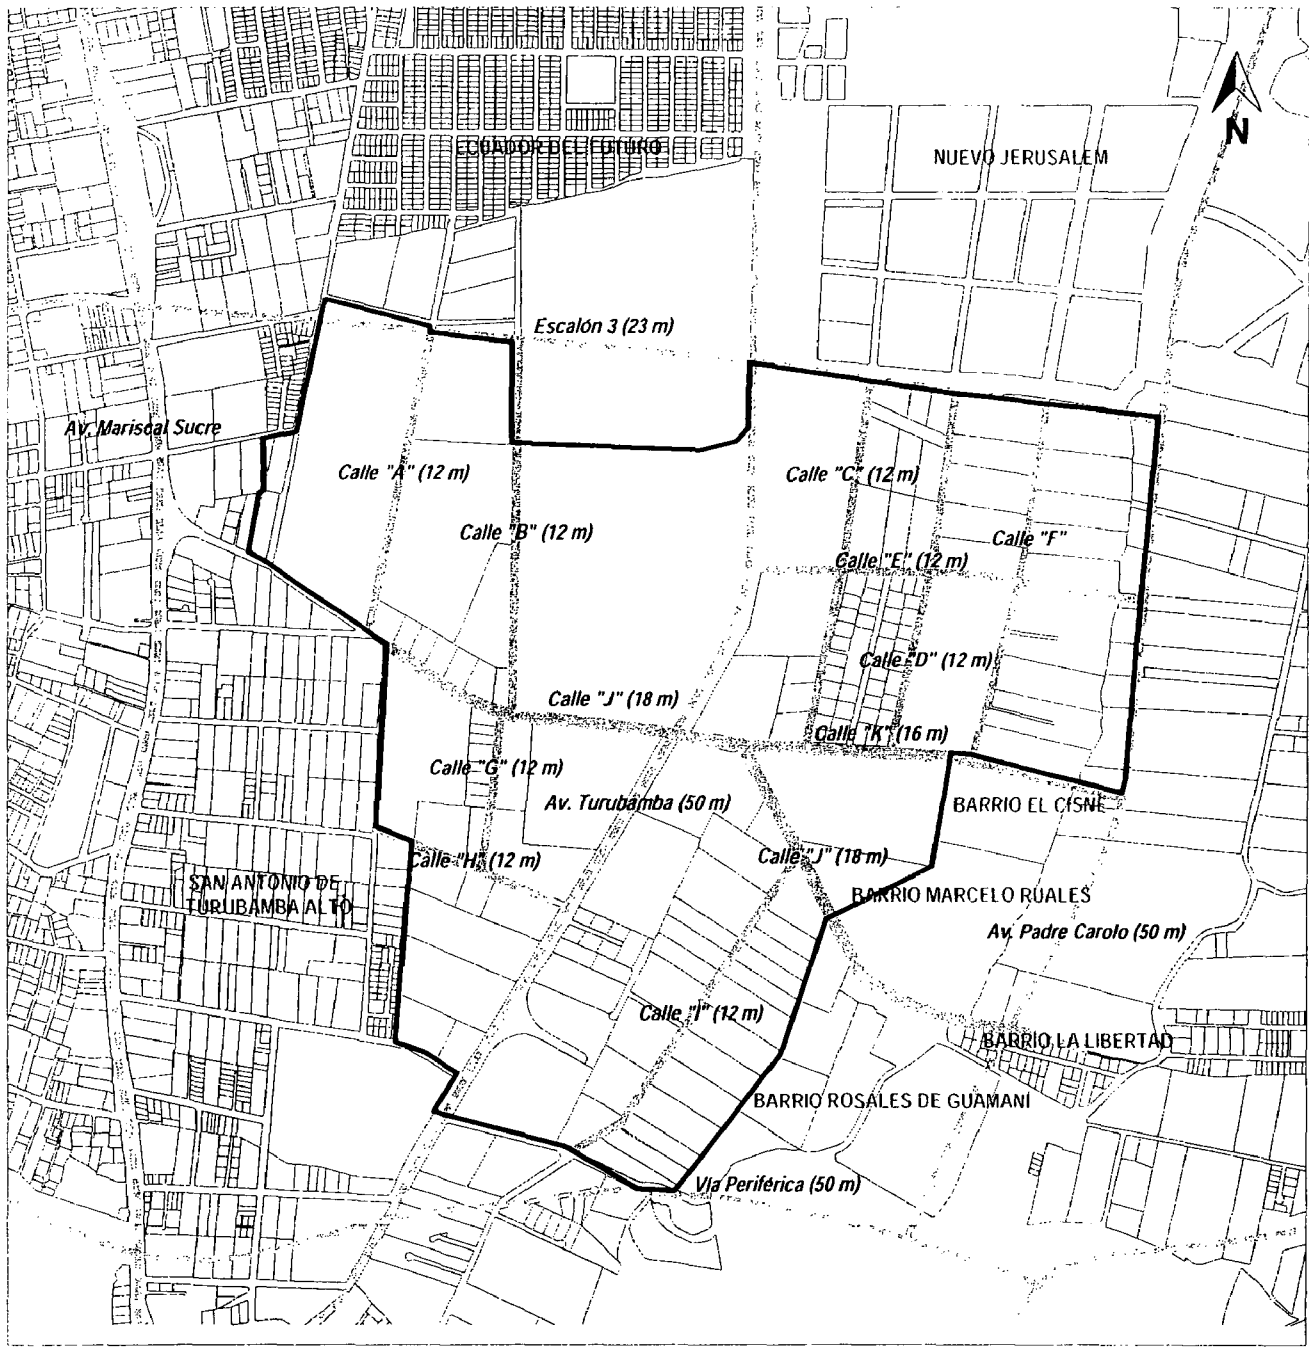 ECUADOR DEL FUTURO
NUEVO JERUSALEM
N
Escalón 3 (23 m)
Av. Mariscal Sucre
Calle "A" (12 m)
Calle "C" (12 m)
Calle "B" (12 m)
Calle "F"
Calle "E" (12 m)
Calle "D" (12 m)
Calle "J" (18 m)
Calle "K" (16 m)
Calle "G" (12 m)
Av. Turubamba (50 m)
BARRIO EL CISNE
Calle "J" (18 m)
Calle "H" (12 m)
SAN ANTONIO DE
TURUBAMBA ALTO
BARRIO MARCELO RUALES
Av. Padre Carolo (50 m)
Calle "I" (12 m)
BARRIO LA LIBERTAD
BARRIO ROSALES DE GUAMANÍ
Vía Periférica (50 m)